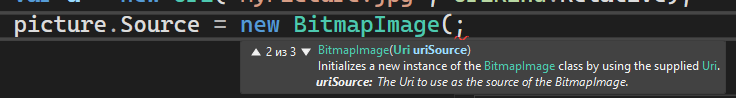 picture.Source = new BitmapImage(;
▲ 2 из 3 ▼ BitmapImage(Uri uriSource)
Initializes a new instance of the BitmapImage class by using the supplied Uri.
uriSource: The Uri to use as the source of the BitmapImage.